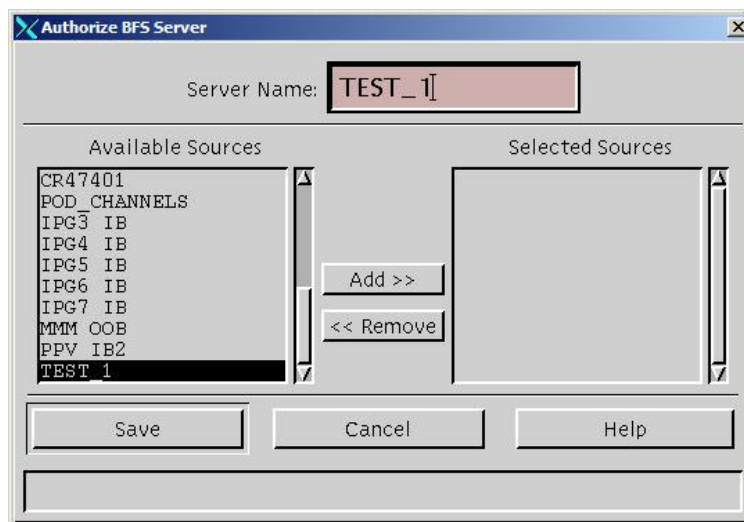 Authorize BFS Server
Server Name: TEST_1
Available Sources
Selected Sources
CR47401
POD_CHANNELS
IPG3 IB
IPG4 IB
IPG5 IB
IPG6 IB
IPG7 IB
MMM OOB
PPV IB2
TEST_1
Add >>
<< Remove
Save
Cancel
Help